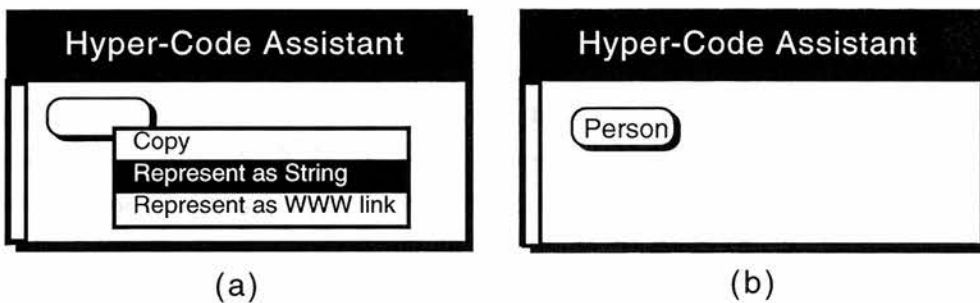 Hyper-Code Assistant
Copy
Represent as String
Represent as WWW link
(a)
Hyper-Code Assistant
Person
(b)